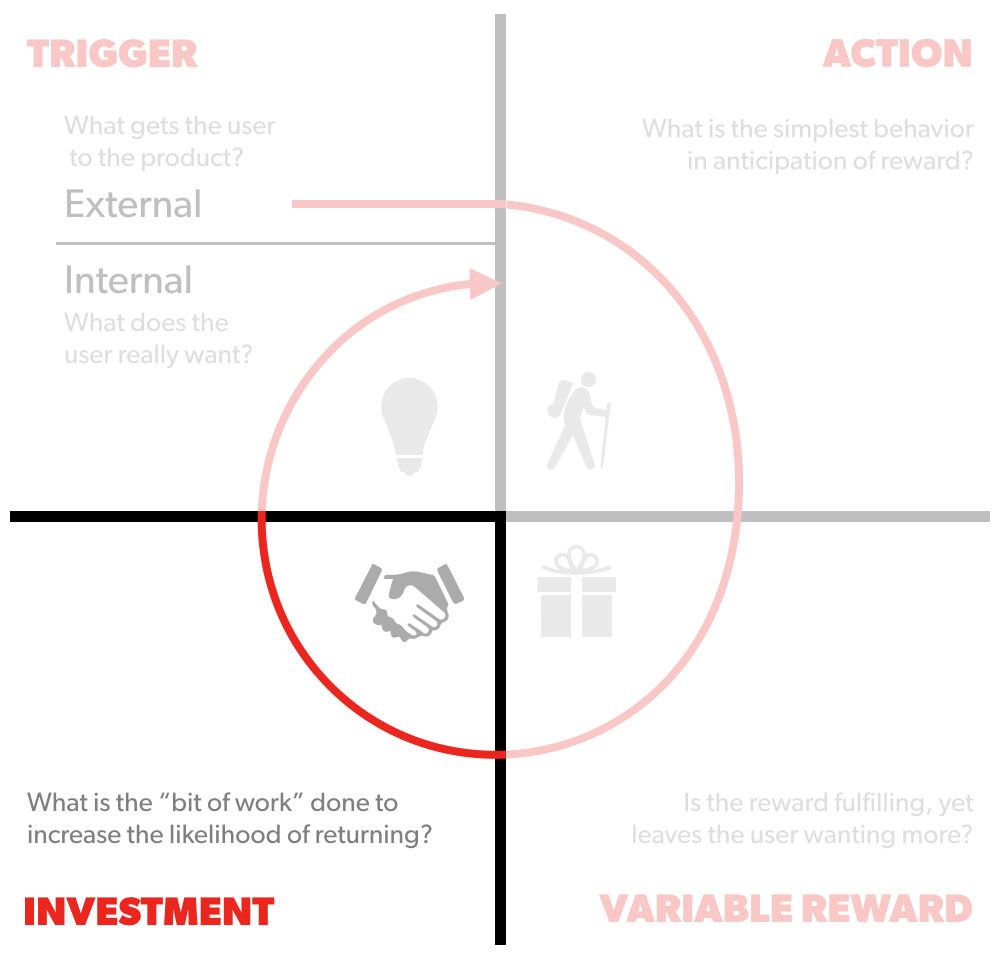 TRIGGER
What gets the user
to the product?
External
Internal
What does the
user really want?
ACTION
What is the simplest behavior
in anticipation of reward?
What is the “bit of work” done to
increase the likelihood of returning?
INVESTMENT
Is the reward fulfilling, yet
leaves the user wanting more?
VARIABLE REWARD